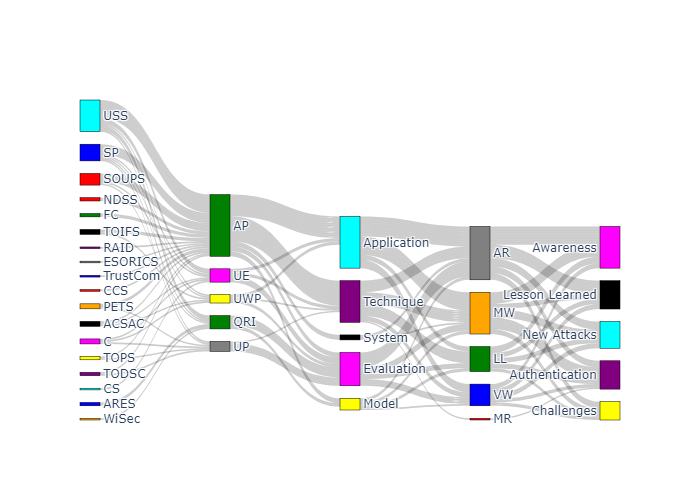 USS
SP
SOUPS
NDSS
FC
TOIFS
RAID
ESORICS
TrustCom
CCS
PETS
ACSAC
C
TOPS
TODSC
CS
ARES
WiSec
AP
UE
UWP
QRI
UP
Application
Technique
System
Evaluation
Model
AR
MW
LL
VW
MR
Awareness
Lesson Learned
New Attacks
Authentication
Challenges